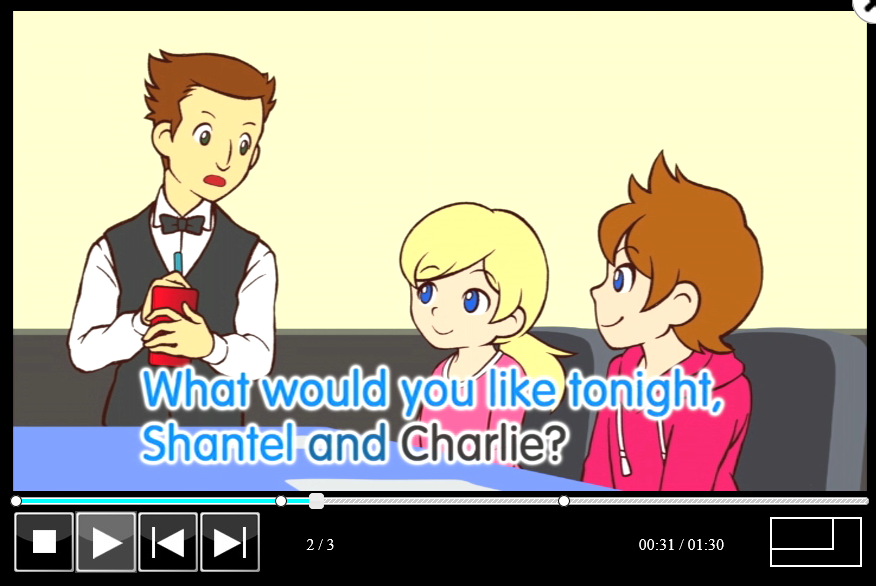 What would you like tonight,
Shantel and Charlie?
2 / 3
00:31 / 01:30